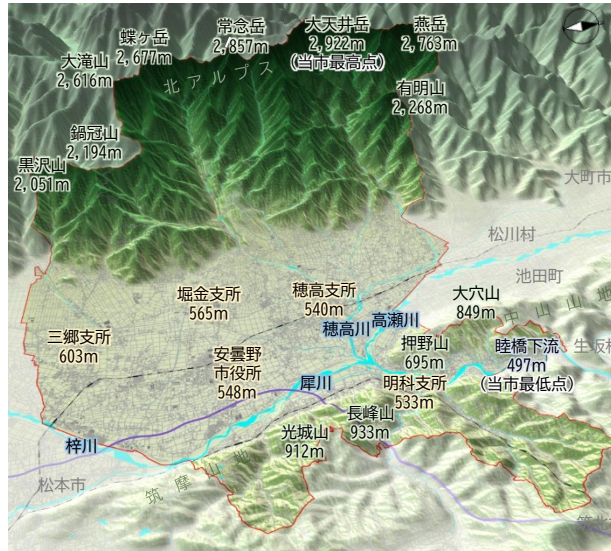 大滝山
2,616m
蝶ヶ岳
2,677m
常念岳
2,857m
大天井岳
2,922m
(当市最高点)
燕岳
2,763m
北アルプス
有明山
2,268m
鍋冠山
2,194m
黒沢山
2,051m
大町市
松川村
池田町
堀金支所
565m
穂高支所
540m
穂高川
高瀬川
大穴山
849m
中山山地
三郷支所
603m
安曇野
市役所
548m
押野山
695m
睦橋下流
497m
(当市最低点)
生坂村
犀川
明科支所
533m
長峰山
933m
光城山
912m
梓川
松本市
筑摩山地